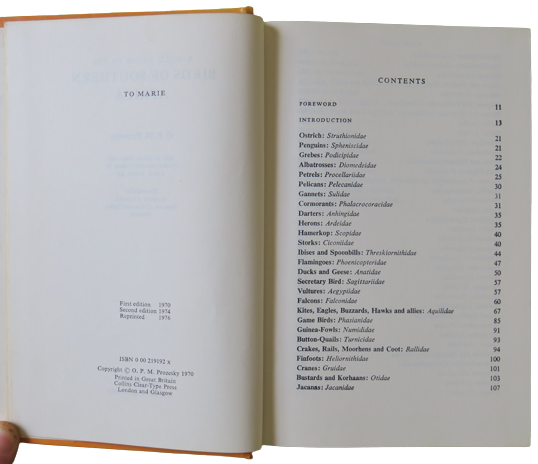 TO MARIE
First edition 1970
Second edition 1974
Reprinted 1976
ISBN 0 00 219192 x
Copyright © O. P. M. Prozesky 1970
Printed in Great Britain
Collins Clear-Type Press
London and Glasgow
CONTENTS
FOREWORD 11
INTRODUCTION 13
Ostrich: Struthionidae 21
Penguins: Spheniscidae 21
Grebes: Podicipidae 22
Albatrosses: Diomedeidae 24
Petrels: Procellariidae 25
Pelicans: Pelecanidae 30
Gannets: Sulidae 31
Cormorants: Phalacrocoracidae 31
Darters: Anhingidae 35
Herons: Ardeidae 35
Hamerkop: Scopidae 40
Storks: Ciconiidae 40
Ibises and Spoonbills: Threskiornithidae 44
Flamingoes: Phoenicopteridae 47
Ducks and Geese: Anatidae 50
Secretary Bird: Sagittariidae 57
Vultures: Aegypiidae 57
Falcons: Falconidae 60
Kites, Eagles, Buzzards, Hawks and allies: Aquilidae 67
Game Birds: Phasianidae 85
Guinea-Fowls: Numididae 91
Button-Quails: Turnicidae 93
Crakes, Rails, Moorhens and Coot: Rallidae 94
Finfoots: Heliornithidae 100
Cranes: Gruidae 101
Bustards and Korhaans: Otidae 103
Jacanas: Jacanidae 107